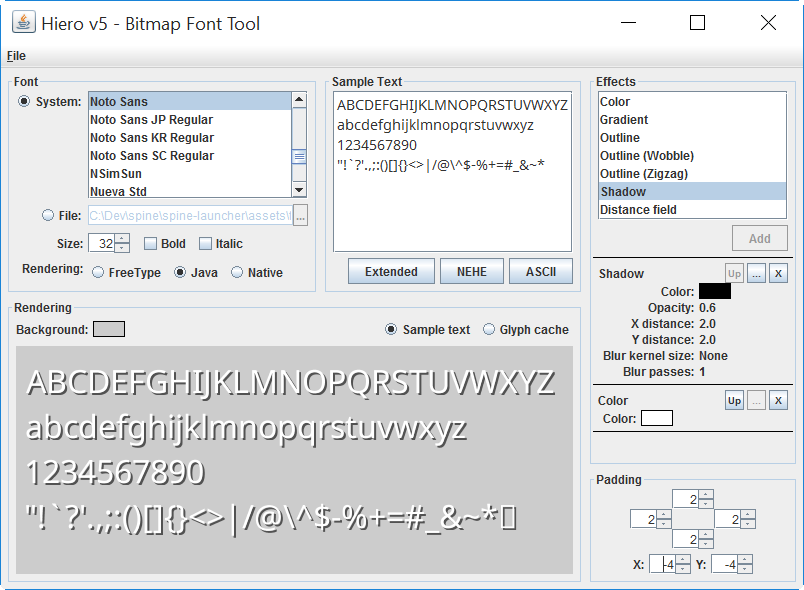 Hiero v5 - Bitmap Font Tool
File
Font
System:
Noto Sans
Noto Sans JP Regular
Noto Sans KR Regular
Noto Sans SC Regular
NSimSun
Nueva Std
File: C:\Dev\spine\spine-launcher\assets\ ...
Size: 32 Bold Italic
Rendering: FreeType Java Native
Sample Text
ABCDEFGHIJKLMNOPQRSTUVWXYZ
abcdefghijklmnopqrstuvwxyz
1234567890
"!`?'.,;:()[]{}<>|/@\^$-%+=#_&~*
Extended NEHE ASCII
Effects
Color
Gradient
Outline
Outline (Wobble)
Outline (Zigzag)
Shadow
Distance field
Add
Shadow Up ... X
Color:
Opacity: 0.6
X distance: 2.0
Y distance: 2.0
Blur kernel size: None
Blur passes: 1
Color Up ... X
Color:
Rendering
Background: Sample text Glyph cache
ABCDEFGHIJKLMNOPQRSTUVWXYZ
abcdefghijklmnopqrstuvwxyz
1234567890
"!`?'.,;:()[]{}<>|/@\^$-%+=#_&~*
Padding
2
2 2
2
X: -4 Y: -4